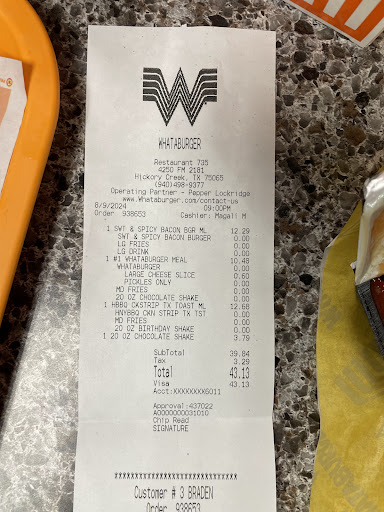 WHATABURGER
Restaurant 735
4250 FM 2181
Hickory Creek, TX 75065
(940)498-9377
Operating Partner - Pepper Lockridge
www.Whataburger.com/contact-us
8/9/2024 09:00PM
Order 938653 Cashier: Magali M
1 SWT & SPICY BACON BGR ML 12.29
SWT & SPICY BACON BURGER 0.00
LG FRIES 0.00
LG DRINK 0.00
1 #1 WHATABURGER MEAL 10.48
WHATABURGER 0.00
LARGE CHEESE SLICE 0.60
PICKLES ONLY 0.00
MD FRIES 0.00
20 OZ CHOCOLATE SHAKE 0.00
1 HBBQ CKSTRIP TX TOAST ML 12.68
HNYBBQ CKN STRIP TX TST 0.00
MD FRIES 0.00
20 OZ BIRTHDAY SHAKE 0.00
1 20 OZ CHOCOLATE SHAKE 3.79
SubTotal 39.84
Tax 3.29
Total 43.13
Visa 43.13
Acct:XXXXXXXX6011
Approval:437022
A0000000031010
Chip Read
SIGNATURE
******************************
Customer # 3 BRADEN
Order 938653